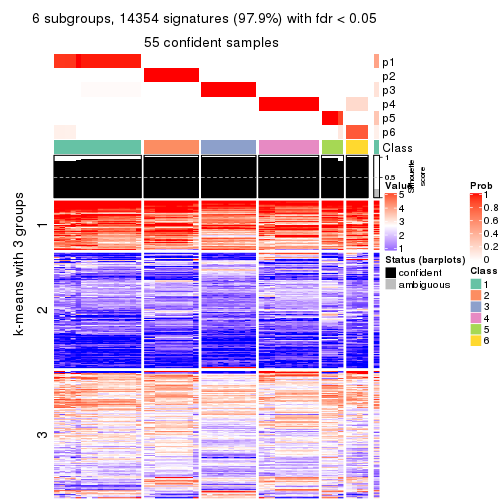 6 subgroups, 14354 signatures (97.9%) with fdr < 0.05
55 confident samples
p1
p2
p3
p4
p5
p6
Class
1
0.5
0
Silhouette
score
k-means with 3 groups
1
2
3
Value
5
4
3
2
1
Status (barplots)
confident
ambiguous
Prob
1
0.8
0.6
0.4
0.2
0
Class
1
2
3
4
5
6